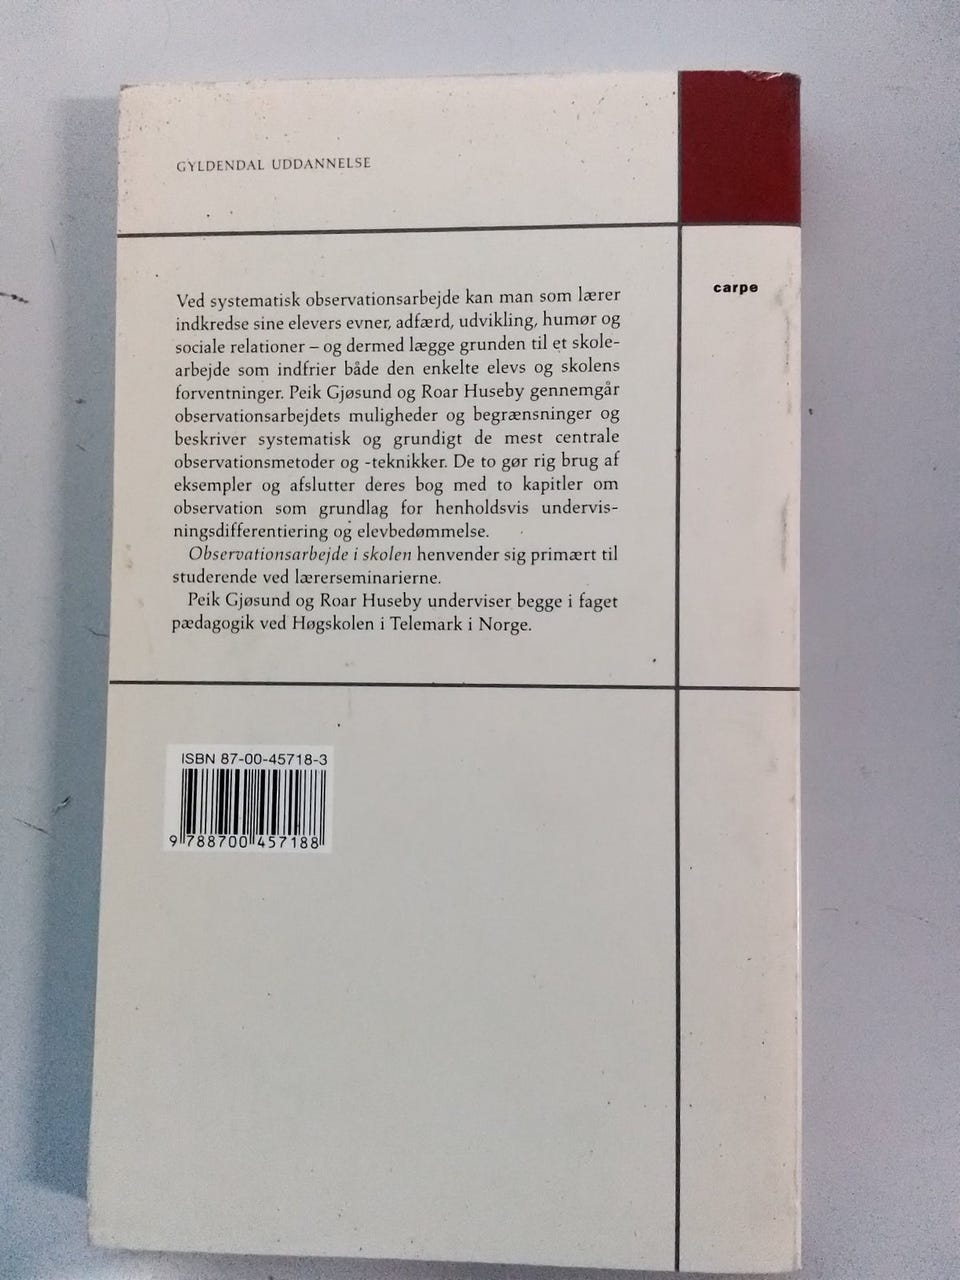 GYLDENDAL UDDANNELSE
carpe
Ved systematisk observationsarbejde kan man som lærer
indkredse sine elevers evner, adfærd, udvikling, humør og
sociale relationer – og dermed lægge grunden til et skole-
arbejde som indfrier både den enkelte elevs og skolens
forventninger. Peik Gjøsund og Roar Huseby gennemgår
observationsarbejdets muligheder og begrænsninger og
beskriver systematisk og grundigt de mest centrale
observationsmetoder og -teknikker. De to gør rig brug af
eksempler og afslutter deres bog med to kapitler om
observation som grundlag for henholdsvis undervis-
ningsdifferentiering og elevbedømmelse.
Observationsarbejde i skolen henvender sig primært til
studerende ved lærerseminarierne.
Peik Gjøsund og Roar Huseby underviser begge i faget
pædagogik ved Høgskolen i Telemark i Norge.
ISBN 87-00-45718-3
9 788700 457188